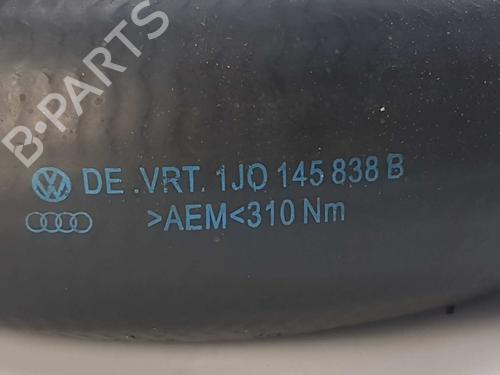 B-PARTS
DE .VRT. 1J0 145 838 B
>AEM<310 Nm